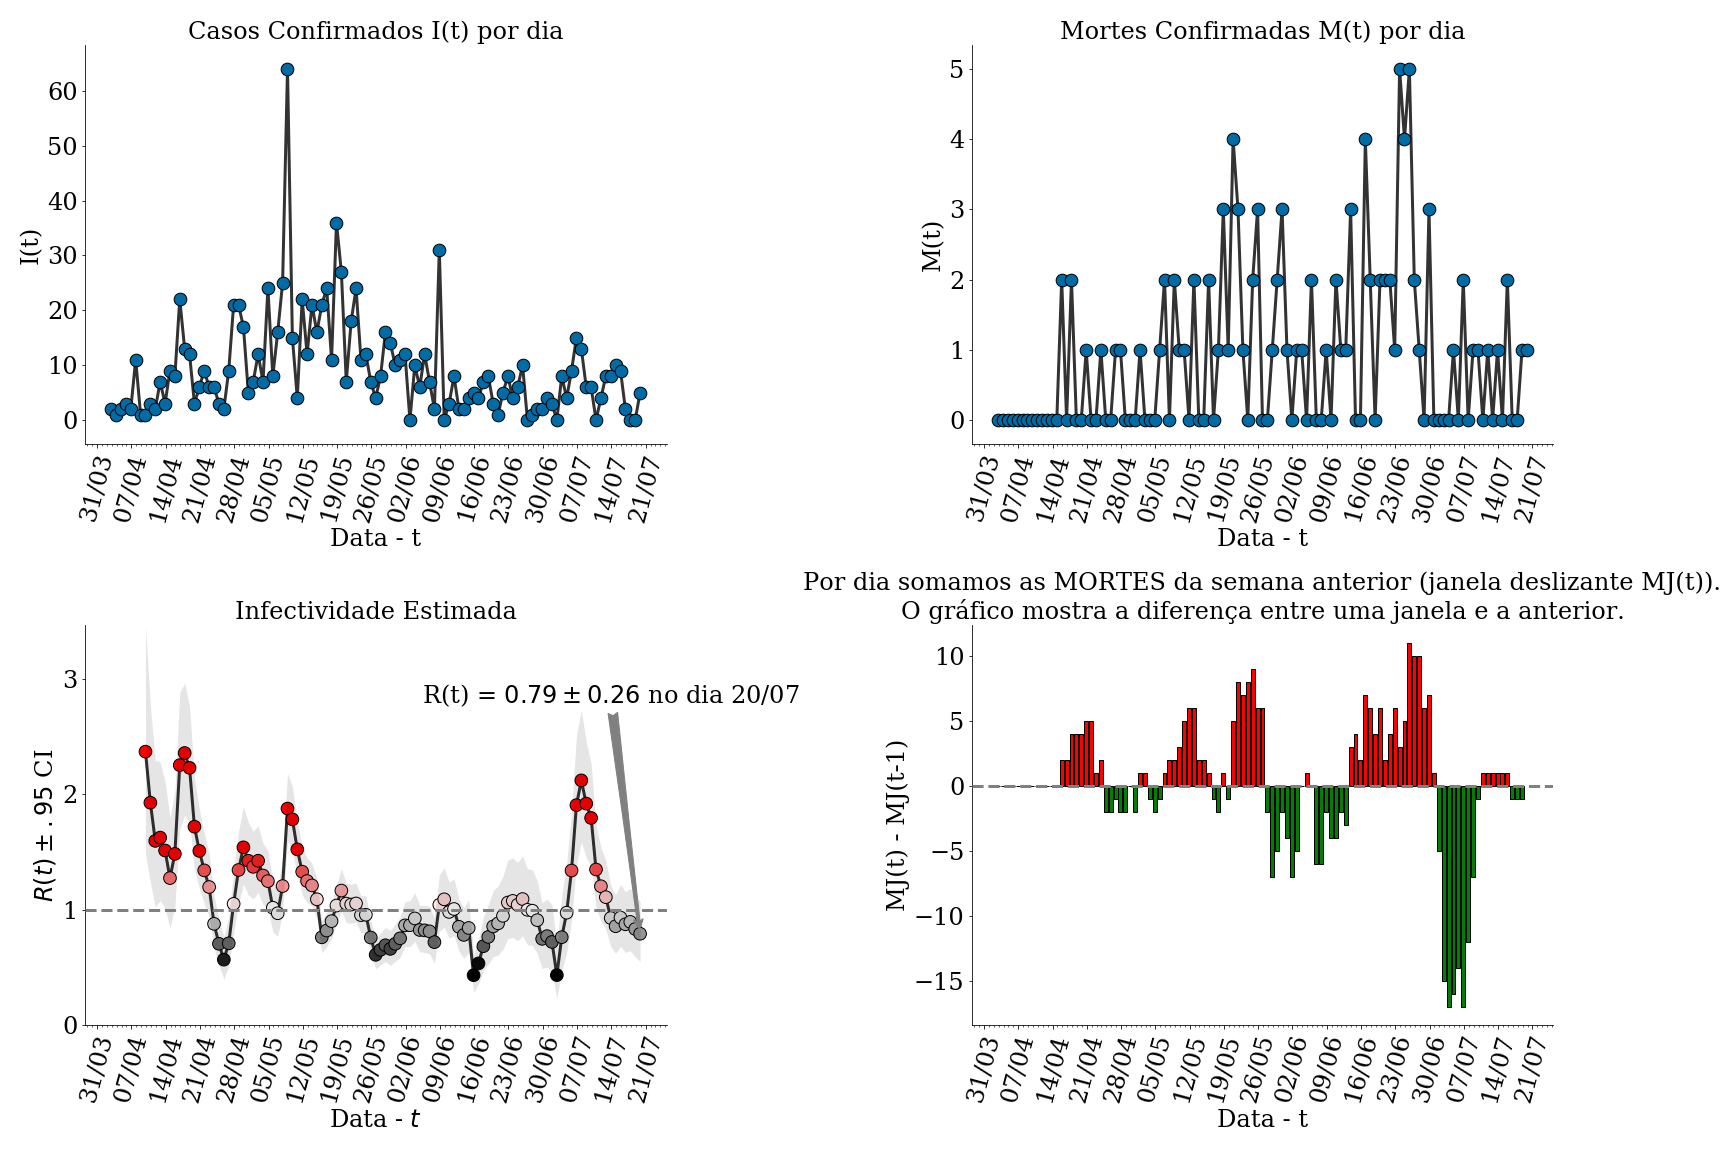 Casos Confirmados I(t) por dia
I(t)
60
50
40
30
20
10
0
31/03 07/04 14/04 21/04 28/04 05/05 12/05 19/05 26/05 02/06 09/06 16/06 23/06 30/06 07/07 14/07 21/07
Data - t
Mortes Confirmadas M(t) por dia
M(t)
5
4
3
2
1
0
31/03 07/04 14/04 21/04 28/04 05/05 12/05 19/05 26/05 02/06 09/06 16/06 23/06 30/06 07/07 14/07 21/07
Data - t
Infectividade Estimada
R(t) ± .95 CI
3
2
1
0
R(t) = 0.79 ± 0.26 no dia 20/07
31/03 07/04 14/04 21/04 28/04 05/05 12/05 19/05 26/05 02/06 09/06 16/06 23/06 30/06 07/07 14/07 21/07
Data - t
Por dia somamos as MORTES da semana anterior (janela deslizante MJ(t)).
O gráfico mostra a diferença entre uma janela e a anterior.
MJ(t) - MJ(t-1)
10
5
0
−5
−10
−15
31/03 07/04 14/04 21/04 28/04 05/05 12/05 19/05 26/05 02/06 09/06 16/06 23/06 30/06 07/07 14/07 21/07
Data - t